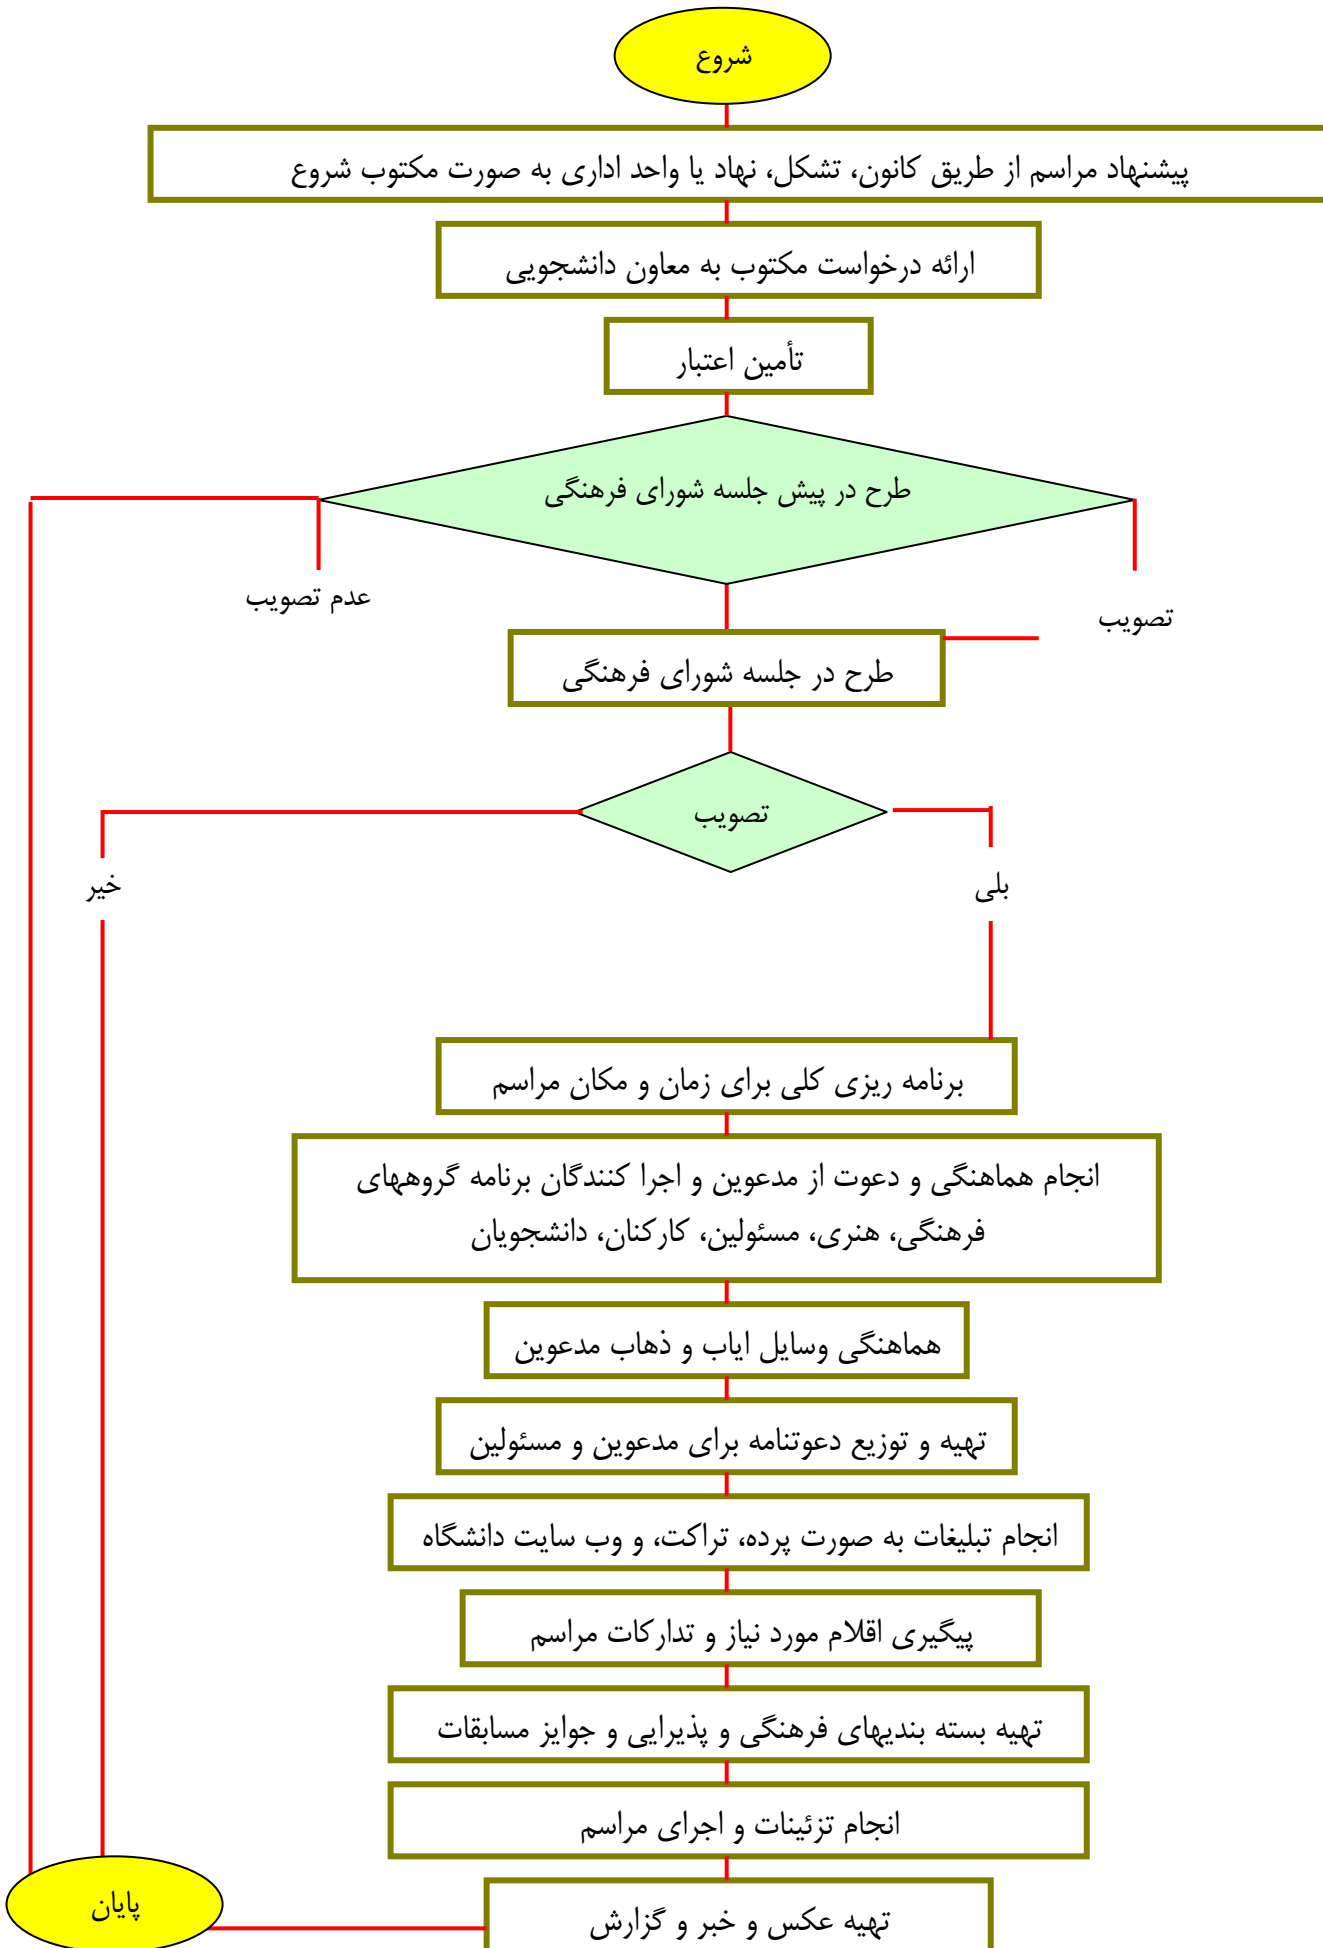 شروع
پیشنهاد مراسم از طریق کانون، تشکل، نهاد یا واحد اداری به صورت مکتوب شروع
ارائه درخواست مکتوب به معاون دانشجویی
تأمین اعتبار
طرح در پیش جلسه شورای فرهنگی
عدم تصویب
تصویب
طرح در جلسه شورای فرهنگی
تصویب
بلی
خیر
برنامه ریزی کلی برای زمان و مکان مراسم
انجام هماهنگی و دعوت از مدعوین و اجرا کنندگان برنامه گروههای
فرهنگی، هنری، مسئولین، کارکنان، دانشجویان
هماهنگی وسایل ایاب و ذهاب مدعوین
تهیه و توزیع دعوتنامه برای مدعوین و مسئولین
انجام تبلیغات به صورت پرده، تراکت، و وب سایت دانشگاه
پیگیری اقلام مورد نیاز و تدارکات مراسم
تهیه بسته بندیهای فرهنگی و پذیرایی و جوایز مسابقات
انجام تزئینات و اجرای مراسم
تهیه عکس و خبر و گزارش
پایان